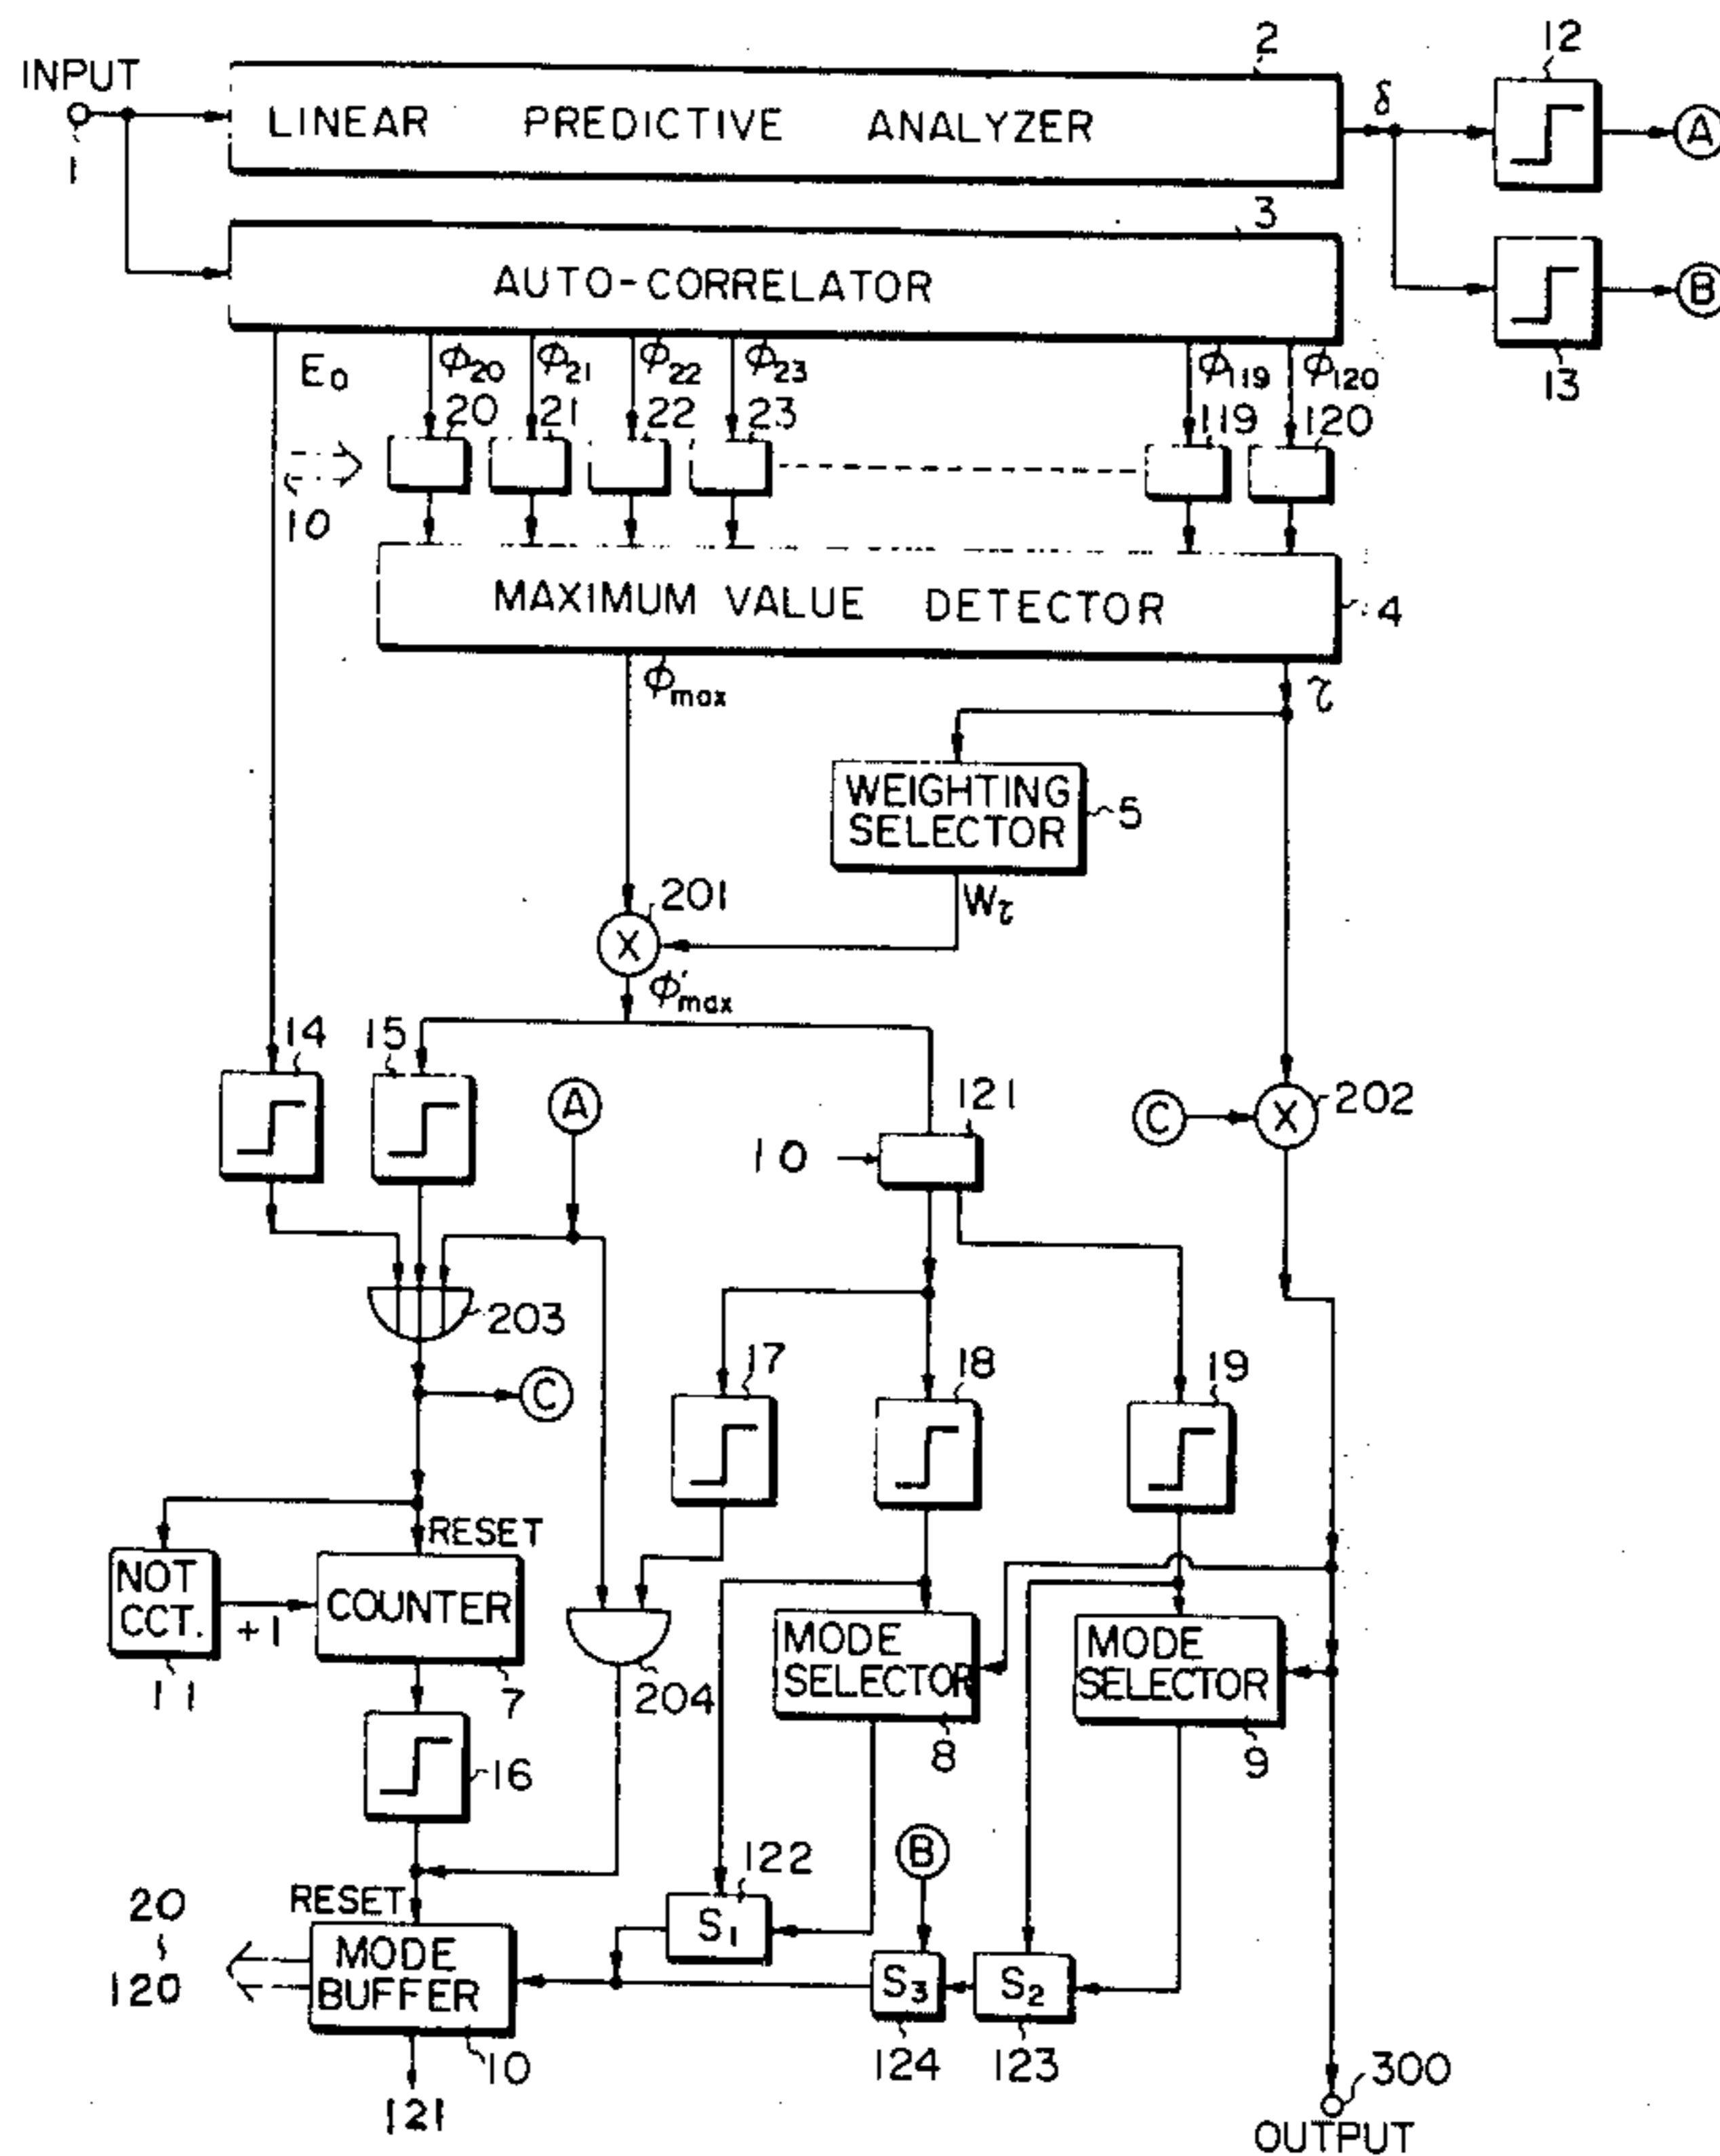 INPUT
1
2
LINEAR PREDICTIVE ANALYZER
δ
12
A
3
AUTO-CORRELATOR
B
13
E0
ϕ20
ϕ21
ϕ22
ϕ23
ϕ119
ϕ120
20
21
22
23
119
120
10
MAXIMUM VALUE DETECTOR
4
ϕmax
τ
WEIGHTING
SELECTOR
5
Wτ
201
X
ϕ'max
14
15
A
121
10
C
X
202
203
C
17
18
19
RESET
NOT
CCT.
+1
COUNTER
11
7
204
MODE
SELECTOR
8
MODE
SELECTOR
9
16
B
122
S1
RESET
20
120
MODE
BUFFER
10
121
S3
S2
124
123
300
OUTPUT